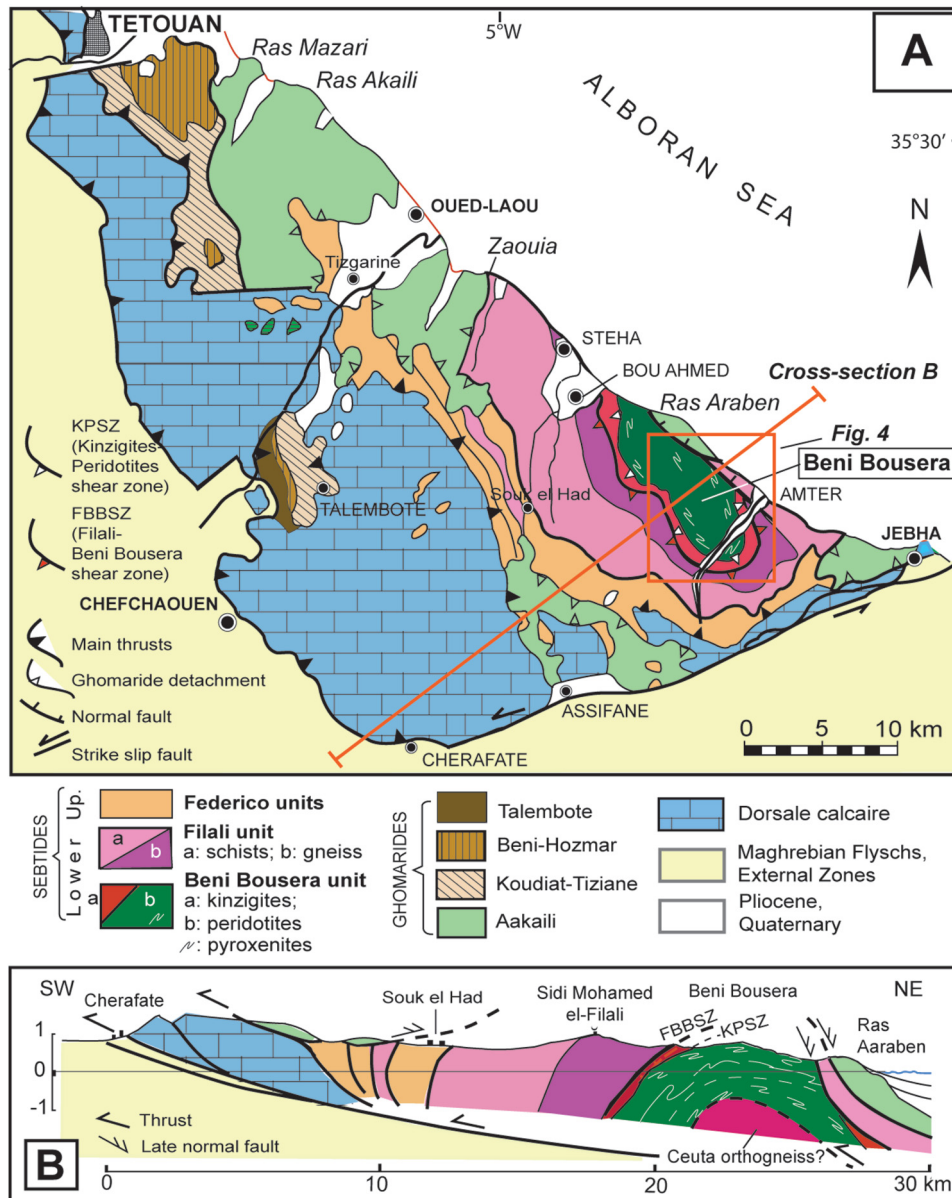 A
TETOUAN
5°W
Ras Mazari
Ras Akaili
ALBORAN SEA
35°30'
N
OUED-LAOU
Zaouia
Tizgarine
STEHA
BOU AHMED
Cross-section B
Ras Araben
Fig. 4
Beni Bousera
AMTER
Souk el Had
TALEMBOTE
JEBHA
KPSZ
(Kinzigites-
Peridotites
shear zone)
FBBSZ
(Filali-
Beni Bousera
shear zone)
CHEFCHAOUEN
Main thrusts
Ghomaride detachment
Normal fault
Strike slip fault
ASSIFANE
CHERAFATE
0 5 10 km
SEBTIDES
Lower Up.
Federico units
a b
Filali unit
a: schists; b: gneiss
a b
Beni Bousera unit
a: kinzigites;
b: peridotites
: pyroxenites
GHOMARIDES
Talembote
Beni-Hozmar
Koudiat-Tiziane
Aakaili
Dorsale calcaire
Maghrebian Flyschs,
External Zones
Pliocene,
Quaternary
SW
NE
Cherafate
Souk el Had
Sidi Mohamed
el-Filali
Beni Bousera
FBBSZ
KPSZ
Ras
Aaraben
1
0
-1
Thrust
Late normal fault
Ceuta orthogneiss?
B
0 10 20 30 km